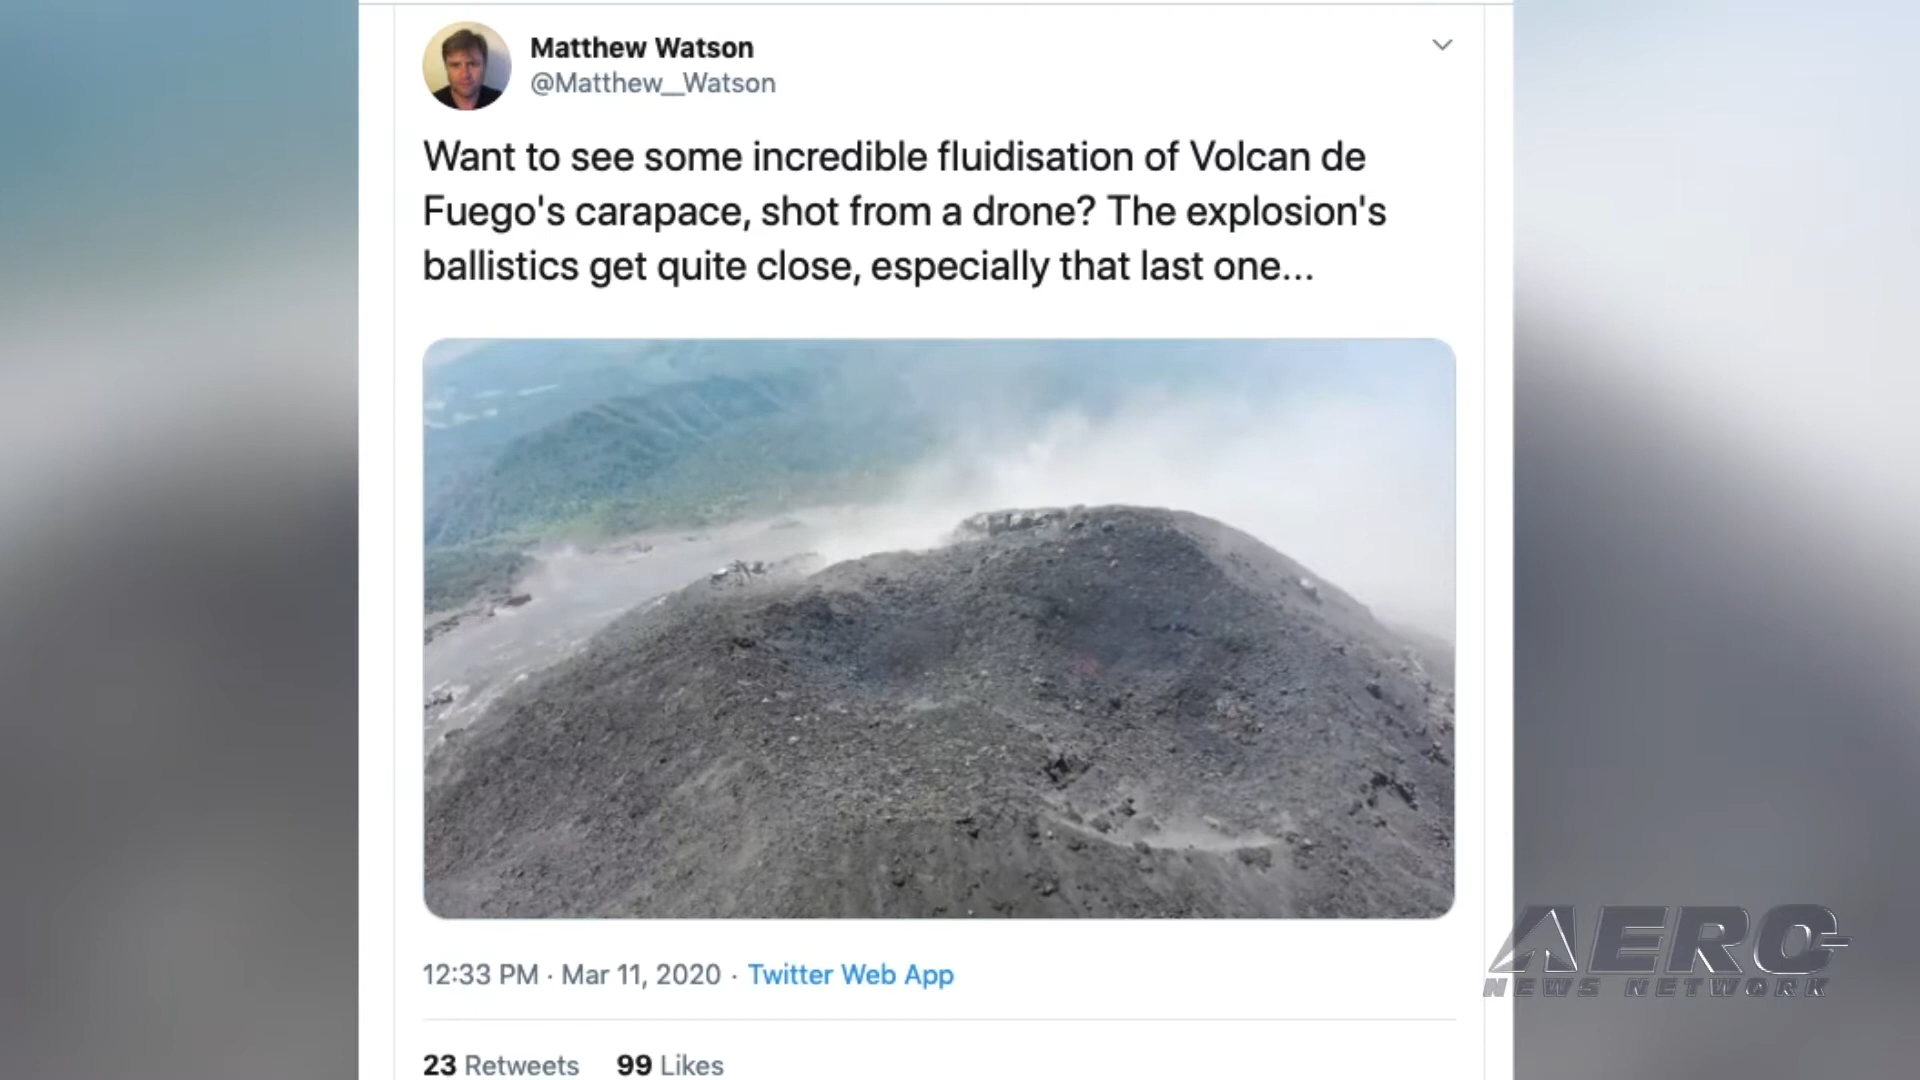 Matthew Watson
@Matthew__Watson
Want to see some incredible fluidisation of Volcan de
Fuego's carapace, shot from a drone? The explosion's
ballistics get quite close, especially that last one...
12:33 PM · Mar 11, 2020 · Twitter Web App
23 Retweets 99 Likes
AERO
NEWS NETWORK